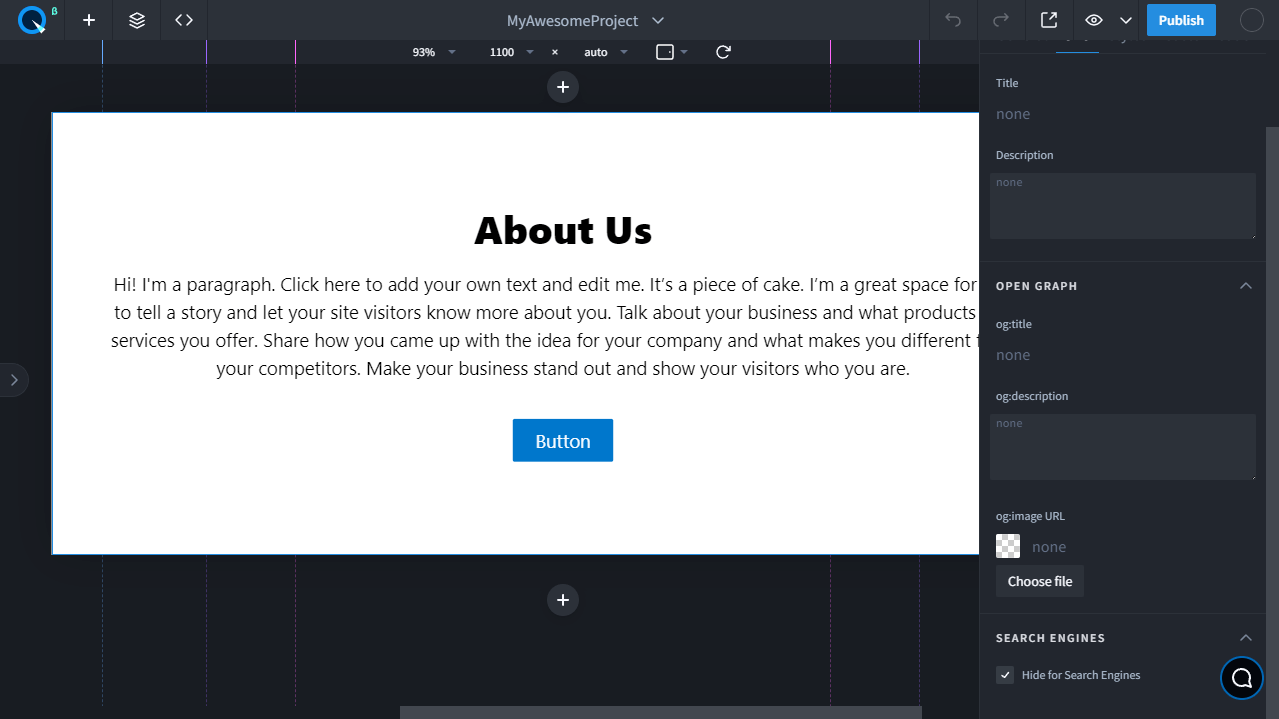 β
MyAwesomeProject
Publish
93%
1100
×
auto
About Us
Hi! I'm a paragraph. Click here to add your own text and edit me. It's a piece of cake. I'm a great space for
to tell a story and let your site visitors know more about you. Talk about your business and what products
services you offer. Share how you came up with the idea for your company and what makes you different
your competitors. Make your business stand out and show your visitors who you are.
Button
Title
none
Description
none
OPEN GRAPH
og:title
none
og:description
none
og:image URL
none
Choose file
SEARCH ENGINES
Hide for Search Engines